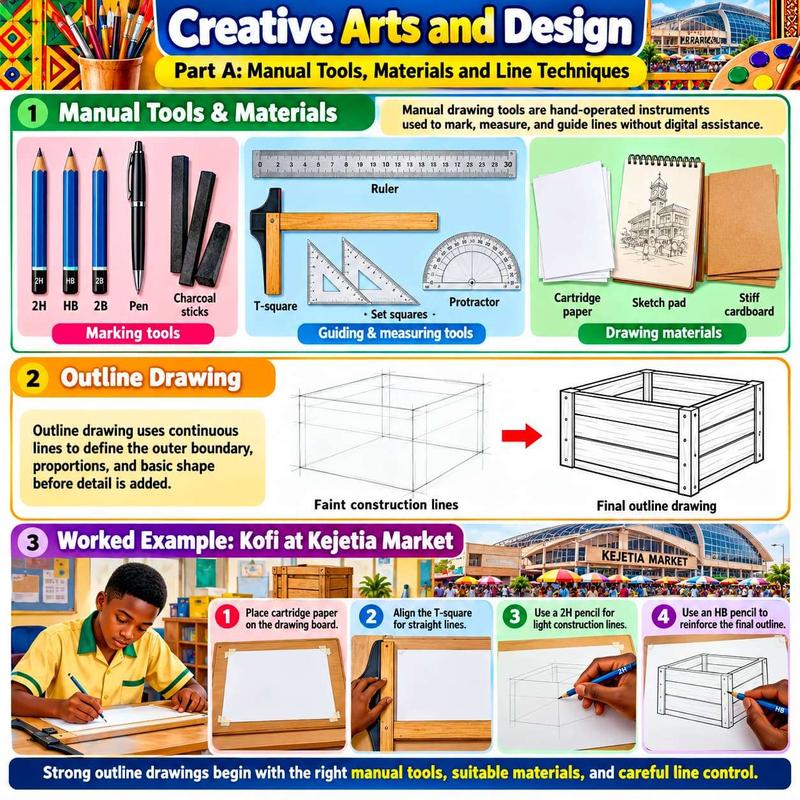 Creative Arts and Design
Part A: Manual Tools, Materials and Line Techniques
1 Manual Tools & Materials
Manual drawing tools are hand-operated instruments
used to mark, measure, and guide lines without digital assistance.
2H HB 2B
2H HB 2B Pen Charcoal
sticks
Marking tools
Ruler
T-square
· Set squares ·
Protractor
Guiding & measuring tools
Cartridge
paper
Sketch pad
Stiff
cardboard
Drawing materials
2 Outline Drawing
Outline drawing uses continuous
lines to define the outer boundary,
proportions, and basic shape
before detail is added.
Faint construction lines
Final outline drawing
3 Worked Example: Kofi at Kejetia Market
KEJETIA MARKET
1 Place cartridge paper
on the drawing board.
2 Align the T-square
for straight lines.
3 Use a 2H pencil for
light construction lines.
2H
4 Use an HB pencil to
reinforce the final outline.
HB
Strong outline drawings begin with the right manual tools, suitable materials, and careful line control.